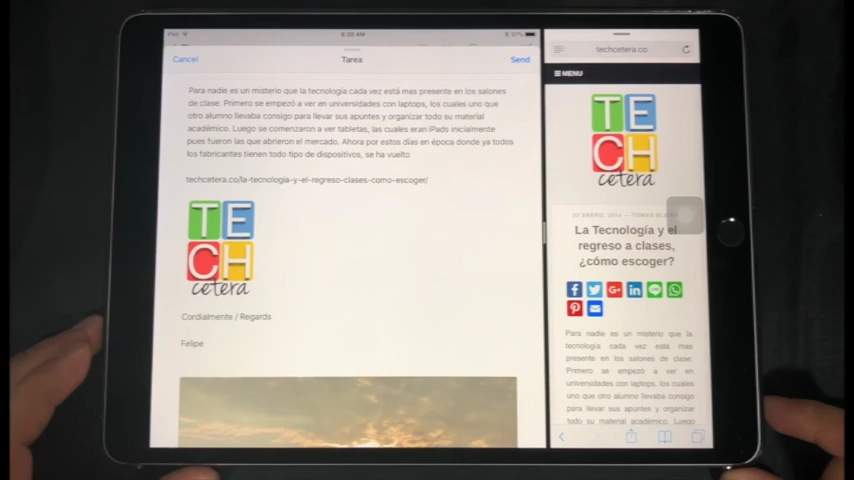 iPad
9:35 AM
Cancel
Tarea
Send
Para nadie es un misterio que la tecnología cada vez está mas presente en los salones
de clase. Primero se empezó a ver en universidades con laptops, los cuales uno que
otro alumno llevaba consigo para llevar sus apuntes y organizar todo su material
académico. Luego se comenzaron a ver tabletas, las cuales eran iPads inicialmente
pues fueron las que abrieron el mercado. Ahora por estos días en época donde ya todos
los fabricantes tienen todo tipo de dispositivos, se ha vuelto
techcetera.co/la-tecnologia-y-el-regreso-clases-como-escoger/
TE
CH
cetera
Cordialmente / Regards
Felipe
techcetera.co
MENU
TE
CH
cetera
La Tecnología y el
regreso a clases,
¿cómo escoger?
Para nadie es un misterio que la
tecnología cada vez está mas
presente en los salones de clase.
Primero se empezó a ver en
universidades con laptops, los cuales
uno que otro alumno llevaba consigo
para llevar sus apuntes y organizar
todo su material académico. Luego